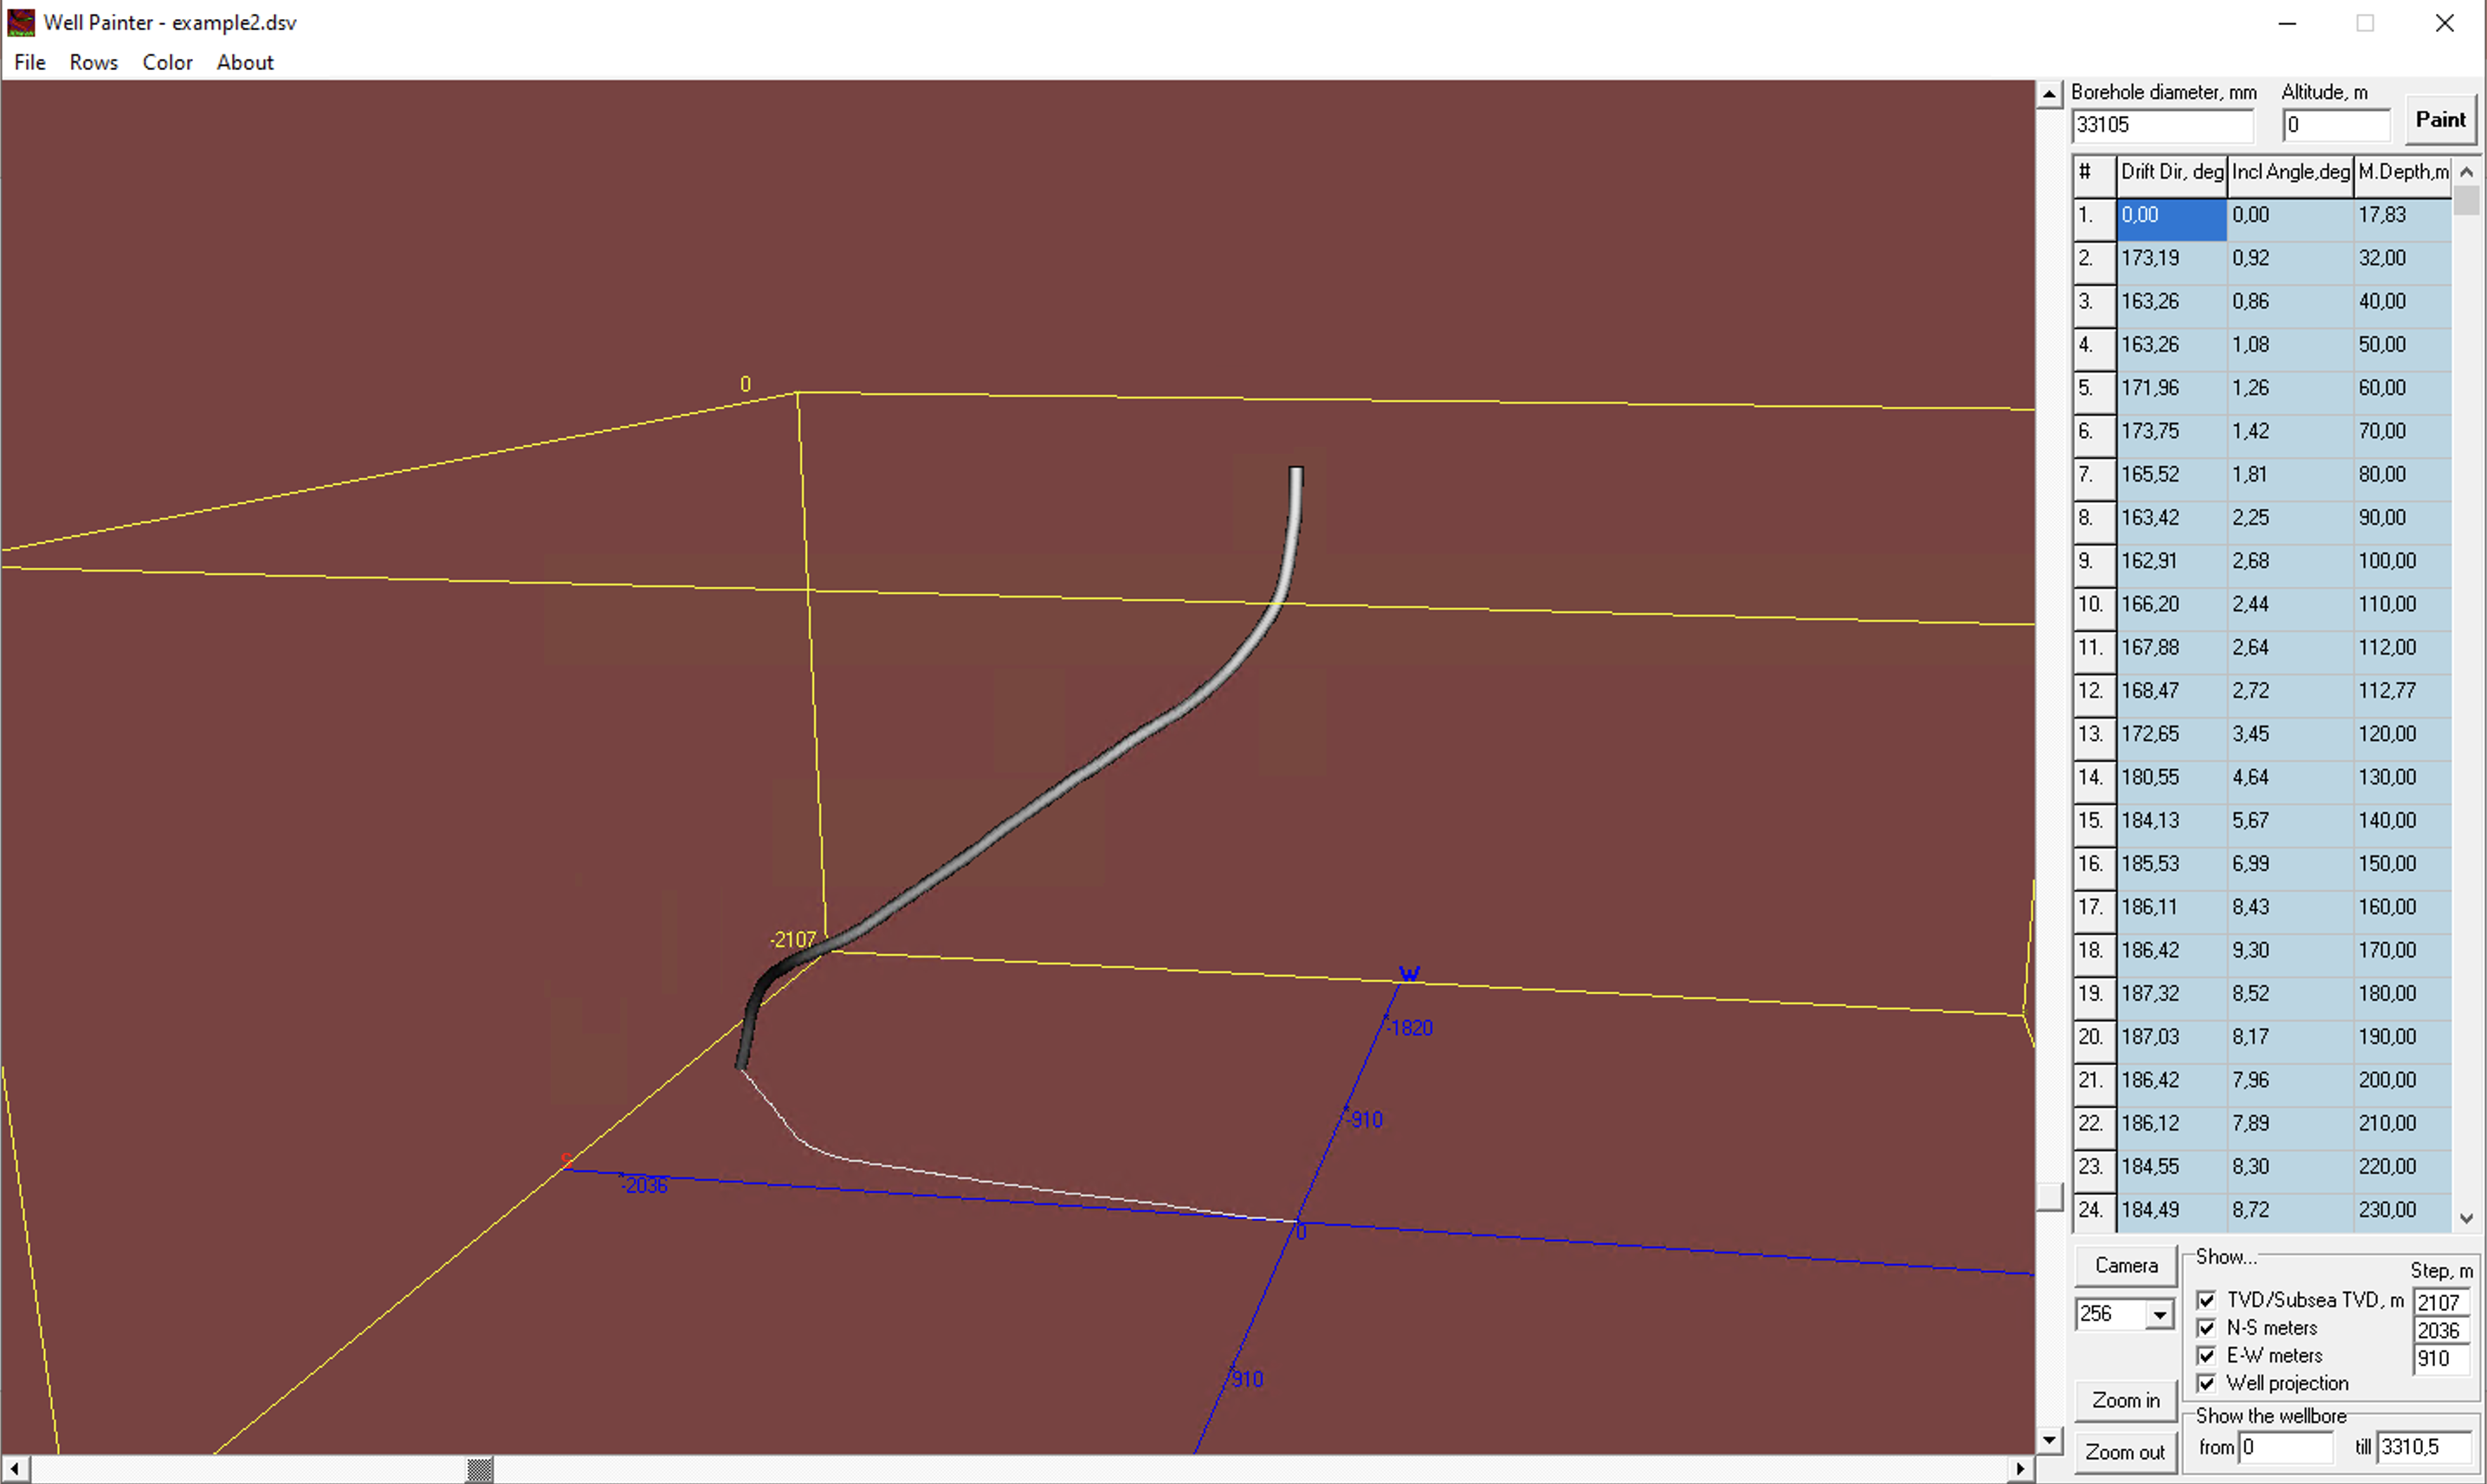 Well Painter - example2.dsv
File Rows Color About
Borehole diameter, mm Altitude, m
33105 0 Paint
# Drift Dir, deg Incl Angle,deg M.Depth,m
1. 0,00 0,00 17,83
2. 173,19 0,92 32,00
3. 163,26 0,86 40,00
4. 163,26 1,08 50,00
5. 171,96 1,26 60,00
6. 173,75 1,42 70,00
7. 165,52 1,81 80,00
8. 163,42 2,25 90,00
9. 162,91 2,68 100,00
10. 166,20 2,44 110,00
11. 167,88 2,64 112,00
12. 168,47 2,72 112,77
13. 172,65 3,45 120,00
14. 180,55 4,64 130,00
15. 184,13 5,67 140,00
16. 185,53 6,99 150,00
17. 186,11 8,43 160,00
18. 186,42 9,30 170,00
19. 187,32 8,52 180,00
20. 187,03 8,17 190,00
21. 186,42 7,96 200,00
22. 186,12 7,89 210,00
23. 184,55 8,30 220,00
24. 184,49 8,72 230,00
0
-2107
W
-1820
-910
S
-2036
0
910
Camera
256
Zoom in
Zoom out
Show...
Step, m
TVD/Subsea TVD, m 2107
N-S meters 2036
E-W meters 910
Well projection
Show the wellbore
from 0 till 3310,5